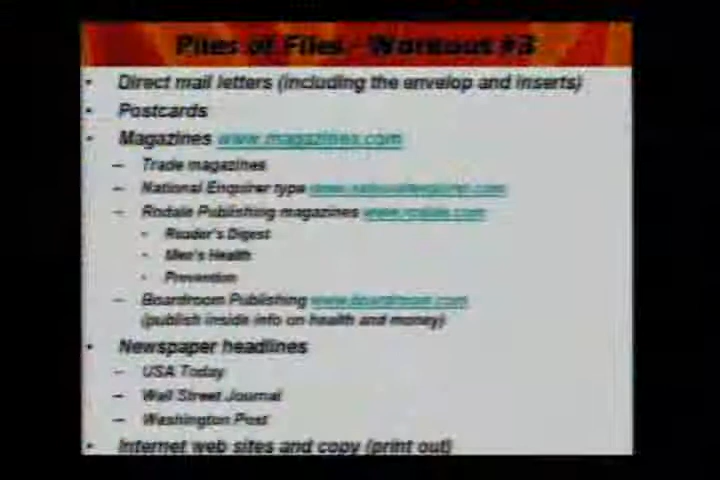 Piles of Files - Workout #3
• Direct mail letters (including the envelop and inserts)
• Postcards
• Magazines www.magazines.com
– Trade magazines
– National Enquirer type www.nationalenquirer.com
– Rodale Publishing magazines www.rodale.com
• Reader's Digest
• Men's Health
• Prevention
– Boardroom Publishing www.boardroom.com
(publish inside info on health and money)
• Newspaper headlines
– USA Today
– Wall Street Journal
– Washington Post
• Internet web sites and copy (print out)